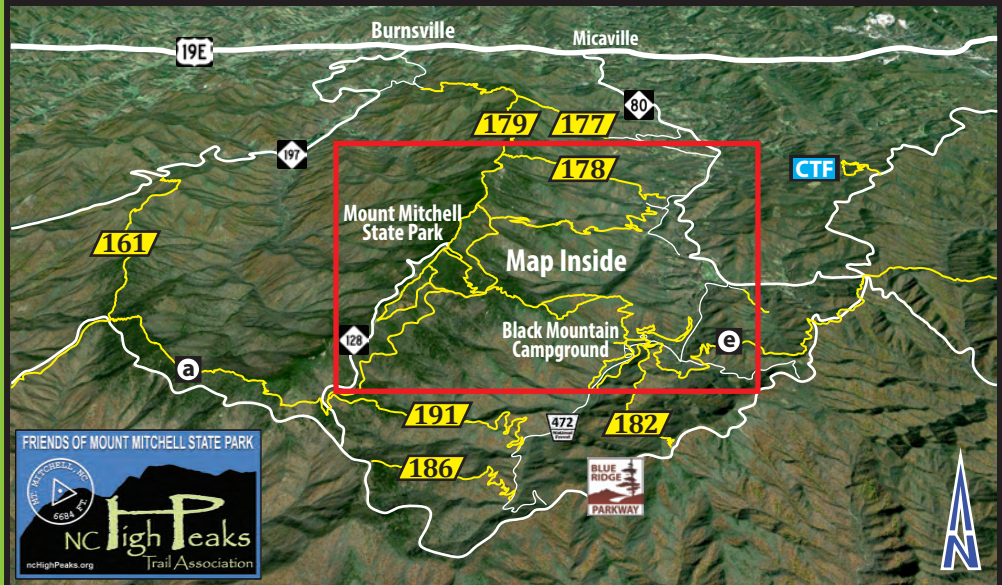 Burnsville
19E
Micaville
80
179
177
197
178
CTF
Mount Mitchell
State Park
161
Map Inside
128
Black Mountain
Campground
e
a
191
472
182
186
BLUE
RIDGE
PARKWAY
FRIENDS OF MOUNT MITCHELL STATE PARK
MT. MITCHELL, NC
6684 FT.
NC High Peaks
Trail Association
ncHighPeaks.org
N